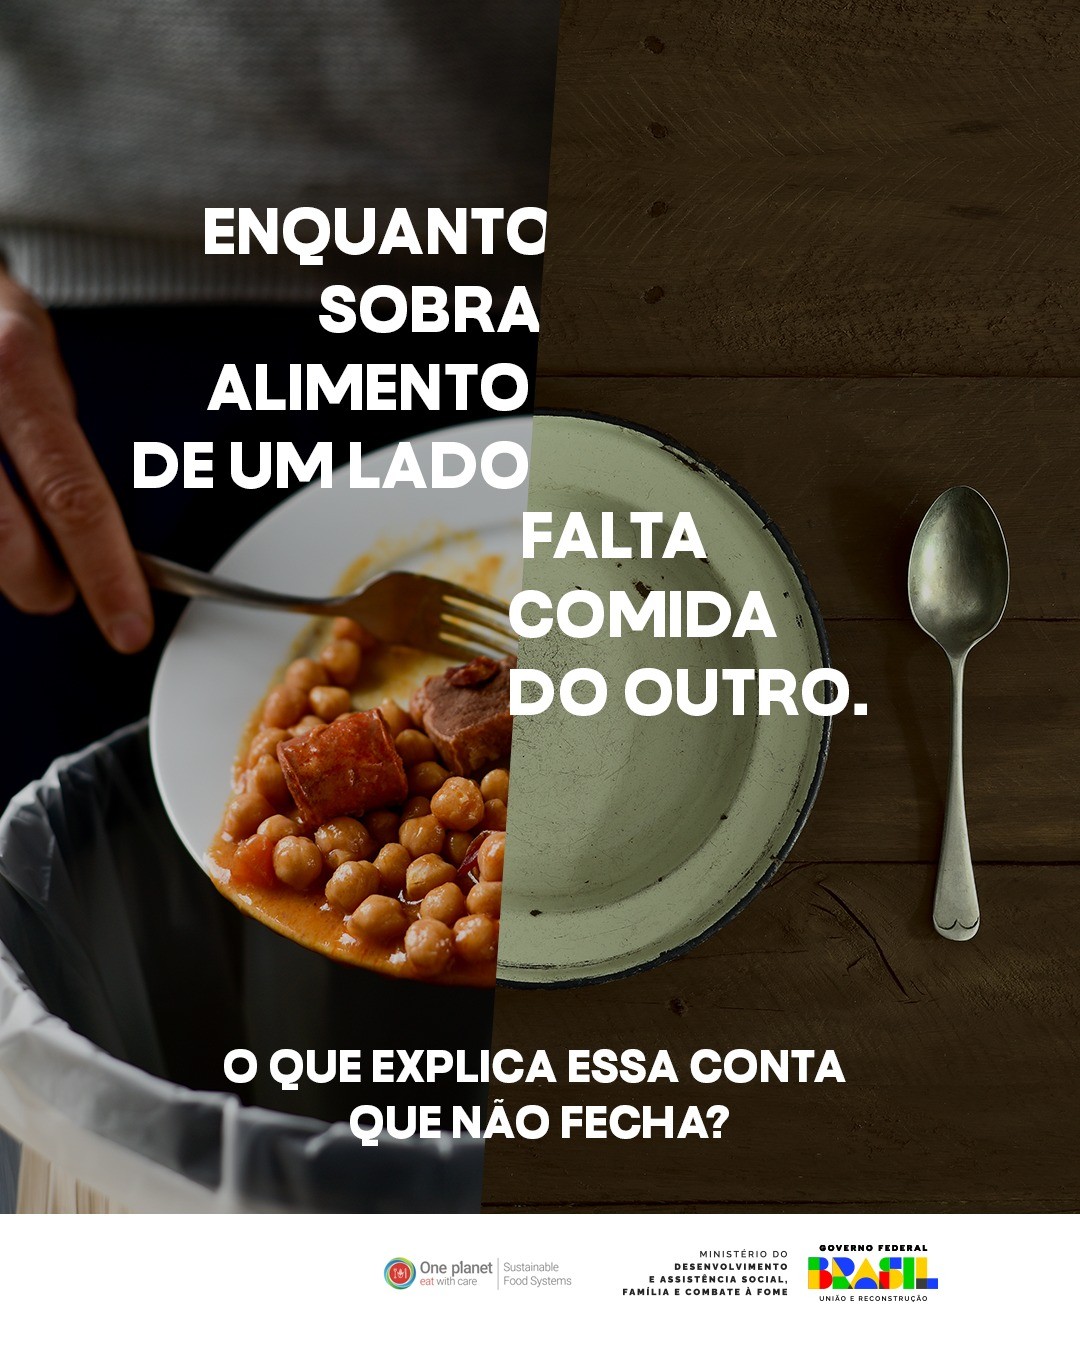 ENQUANTO
SOBRA
ALIMENTO
DE UM LADO
FALTA
COMIDA
DO OUTRO.
O QUE EXPLICA ESSA CONTA
QUE NÃO FECHA?
One planet
eat with care
Sustainable
Food Systems
MINISTÉRIO DO
DESENVOLVIMENTO
E ASSISTÊNCIA SOCIAL,
FAMÍLIA E COMBATE À FOME
GOVERNO FEDERAL
BRASIL
UNIÃO E RECONSTRUÇÃO